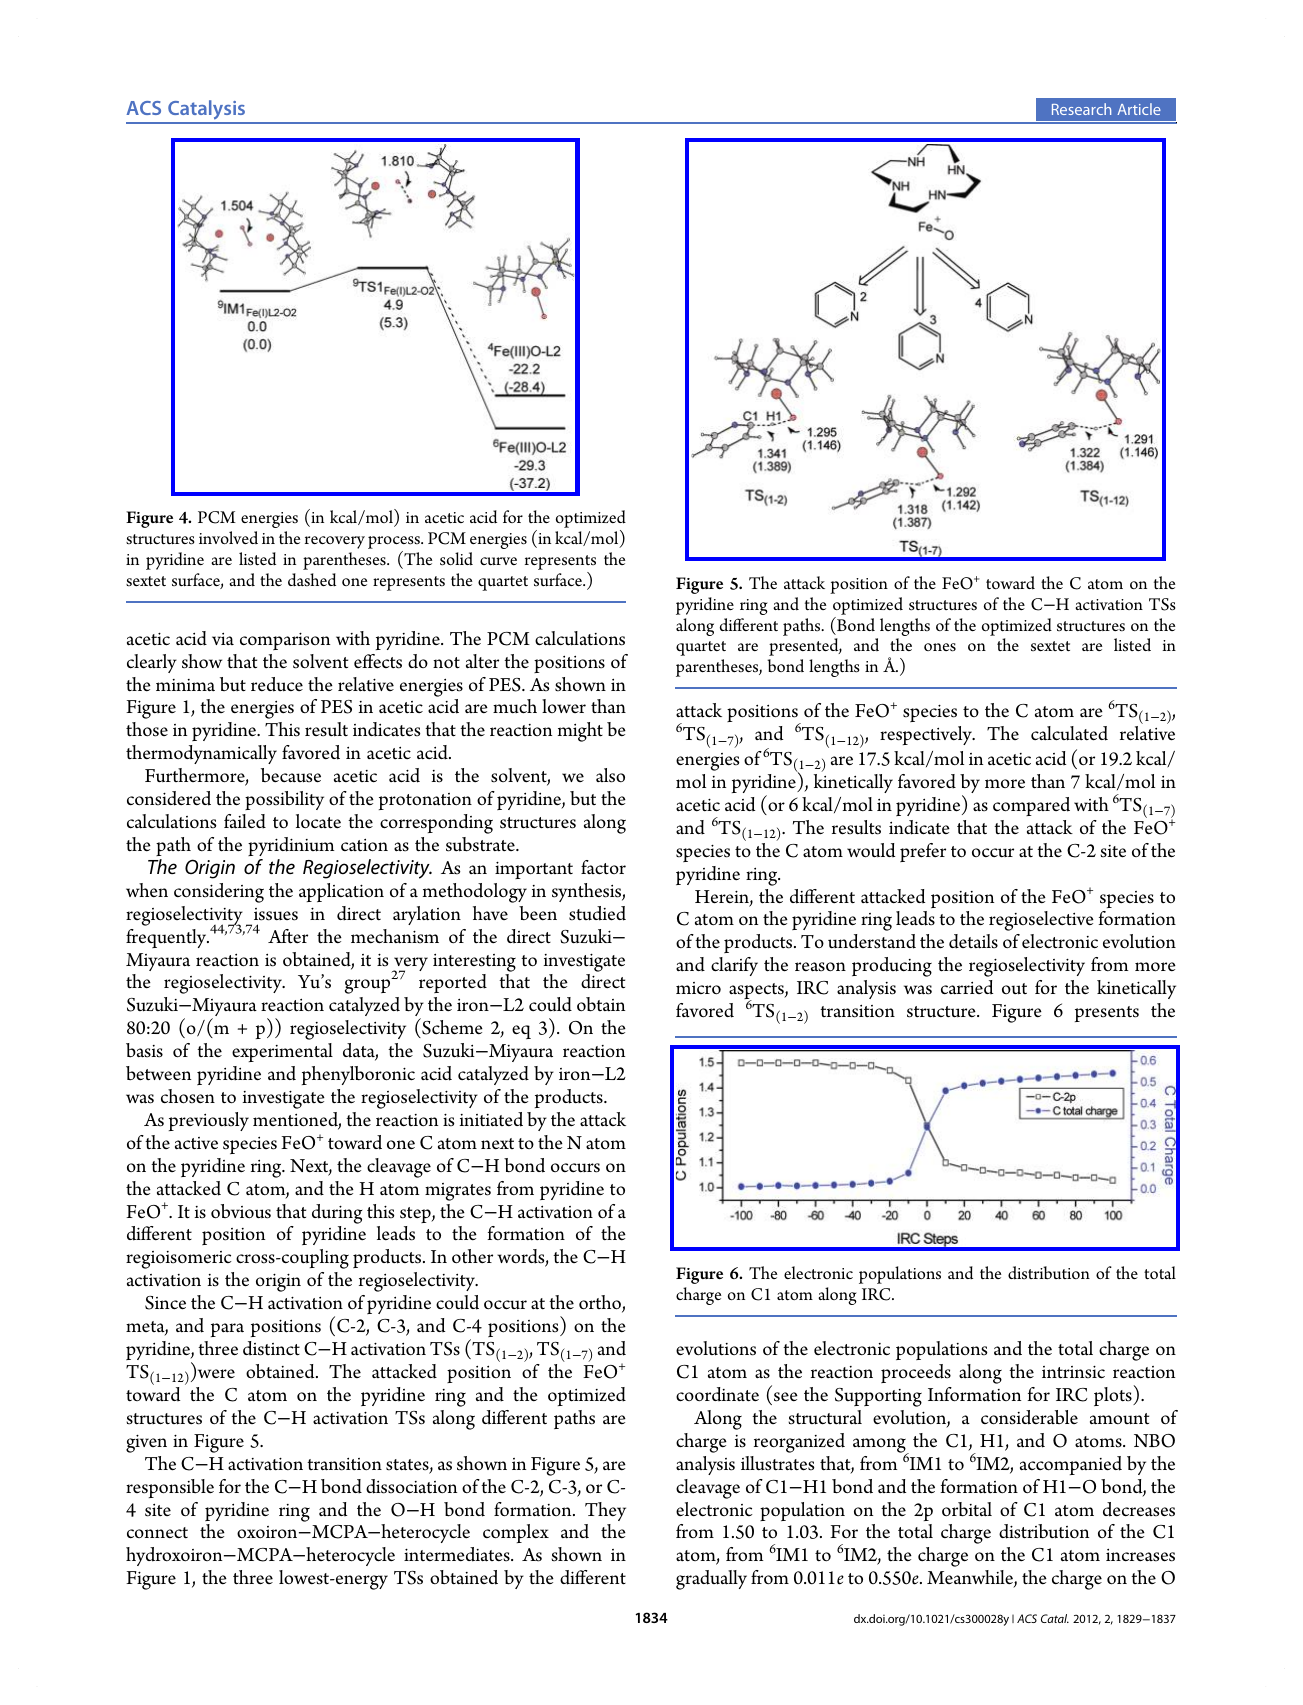 ACS Catalysis
Research Article
1.810
1.504
⁹IM1Fe(I)L2-O2
0.0
(0.0)
⁹TS1Fe(I)L2-O2
4.9
(5.3)
⁴Fe(III)O-L2
-22.2
(-28.4)
⁶Fe(III)O-L2
-29.3
(-37.2)
Figure 4. PCM energies (in kcal/mol) in acetic acid for the optimized
structures involved in the recovery process. PCM energies (in kcal/mol)
in pyridine are listed in parentheses. (The solid curve represents the
sextet surface, and the dashed one represents the quartet surface.)
acetic acid via comparison with pyridine. The PCM calculations
clearly show that the solvent effects do not alter the positions of
the minima but reduce the relative energies of PES. As shown in
Figure 1, the energies of PES in acetic acid are much lower than
those in pyridine. This result indicates that the reaction might be
thermodynamically favored in acetic acid.
Furthermore, because acetic acid is the solvent, we also
considered the possibility of the protonation of pyridine, but the
calculations failed to locate the corresponding structures along
the path of the pyridinium cation as the substrate.
The Origin of the Regioselectivity. As an important factor
when considering the application of a methodology in synthesis,
regioselectivity issues in direct arylation have been studied
frequently.44,73,74 After the mechanism of the direct Suzuki−
Miyaura reaction is obtained, it is very interesting to investigate
the regioselectivity. Yu's group27 reported that the direct
Suzuki−Miyaura reaction catalyzed by the iron−L2 could obtain
80:20 (o/(m + p)) regioselectivity (Scheme 2, eq 3). On the
basis of the experimental data, the Suzuki−Miyaura reaction
between pyridine and phenylboronic acid catalyzed by iron−L2
was chosen to investigate the regioselectivity of the products.
As previously mentioned, the reaction is initiated by the attack
of the active species FeO⁺ toward one C atom next to the N atom
on the pyridine ring. Next, the cleavage of C−H bond occurs on
the attacked C atom, and the H atom migrates from pyridine to
FeO⁺. It is obvious that during this step, the C−H activation of a
different position of pyridine leads to the formation of the
regioisomeric cross-coupling products. In other words, the C−H
activation is the origin of the regioselectivity.
Since the C−H activation of pyridine could occur at the ortho,
meta, and para positions (C-2, C-3, and C-4 positions) on the
pyridine, three distinct C−H activation TSs (TS(1−2), TS(1−7) and
TS(1−12))were obtained. The attacked position of the FeO⁺
toward the C atom on the pyridine ring and the optimized
structures of the C−H activation TSs along different paths are
given in Figure 5.
The C−H activation transition states, as shown in Figure 5, are
responsible for the C−H bond dissociation of the C-2, C-3, or C-
4 site of pyridine ring and the O−H bond formation. They
connect the oxoiron−MCPA−heterocycle complex and the
hydroxoiron−MCPA−heterocycle intermediates. As shown in
Figure 1, the three lowest-energy TSs obtained by the different
NH
HN
NH
HN
+
Fe
O
2
N
3
N
4
N
C1 H1
1.295
(1.146)
1.341
(1.389)
TS(1-2)
1.292
(1.142)
1.318
(1.387)
TS(1-7)
1.291
(1.146)
1.322
(1.384)
TS(1-12)
Figure 5. The attack position of the FeO⁺ toward the C atom on the
pyridine ring and the optimized structures of the C−H activation TSs
along different paths. (Bond lengths of the optimized structures on the
quartet are presented, and the ones on the sextet are listed in
parentheses, bond lengths in Å.)
attack positions of the FeO⁺ species to the C atom are ⁶TS(1−2),
⁶TS(1−7), and ⁶TS(1−12), respectively. The calculated relative
energies of ⁶TS(1−2) are 17.5 kcal/mol in acetic acid (or 19.2 kcal/
mol in pyridine), kinetically favored by more than 7 kcal/mol in
acetic acid (or 6 kcal/mol in pyridine) as compared with ⁶TS(1−7)
and ⁶TS(1−12). The results indicate that the attack of the FeO⁺
species to the C atom would prefer to occur at the C-2 site of the
pyridine ring.
Herein, the different attacked position of the FeO⁺ species to
C atom on the pyridine ring leads to the regioselective formation
of the products. To understand the details of electronic evolution
and clarify the reason producing the regioselectivity from more
micro aspects, IRC analysis was carried out for the kinetically
favored ⁶TS(1−2) transition structure. Figure 6 presents the
C Populations
1.5
1.4
1.3
1.2
1.1
1.0
C-2p
C total charge
0.6
0.5
0.4
0.3
0.2
0.1
0.0
C Total Charge
-100 -80 -60 -40 -20 0 20 40 60 80 100
IRC Steps
Figure 6. The electronic populations and the distribution of the total
charge on C1 atom along IRC.
evolutions of the electronic populations and the total charge on
C1 atom as the reaction proceeds along the intrinsic reaction
coordinate (see the Supporting Information for IRC plots).
Along the structural evolution, a considerable amount of
charge is reorganized among the C1, H1, and O atoms. NBO
analysis illustrates that, from ⁶IM1 to ⁶IM2, accompanied by the
cleavage of C1−H1 bond and the formation of H1−O bond, the
electronic population on the 2p orbital of C1 atom decreases
from 1.50 to 1.03. For the total charge distribution of the C1
atom, from ⁶IM1 to ⁶IM2, the charge on the C1 atom increases
gradually from 0.011e to 0.550e. Meanwhile, the charge on the O
1834
dx.doi.org/10.1021/cs300028y | ACS Catal. 2012, 2, 1829−1837